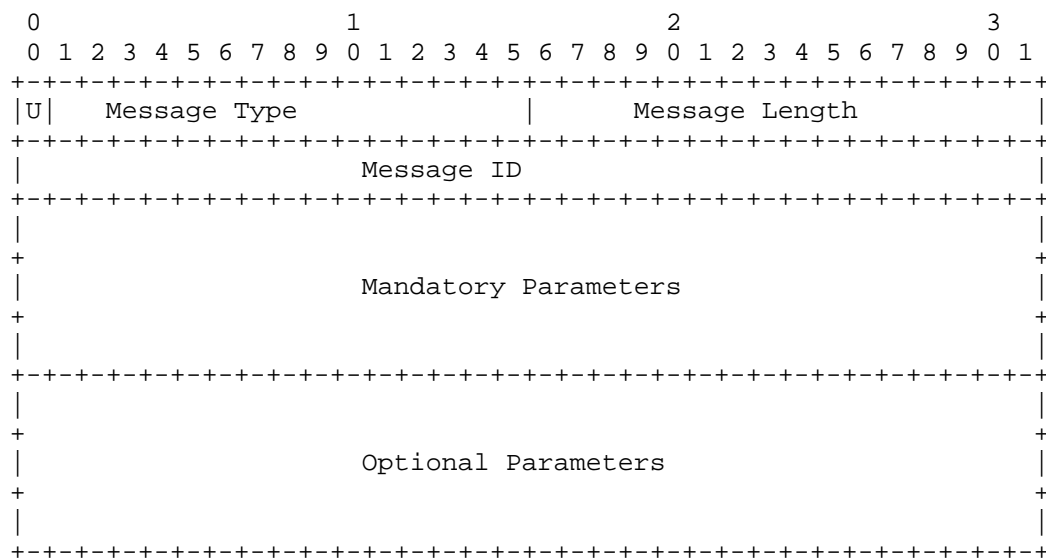 0                   1                   2                   3
 0 1 2 3 4 5 6 7 8 9 0 1 2 3 4 5 6 7 8 9 0 1 2 3 4 5 6 7 8 9 0 1
+-+-+-+-+-+-+-+-+-+-+-+-+-+-+-+-+-+-+-+-+-+-+-+-+-+-+-+-+-+-+-+-+
|U|   Message Type              |      Message Length           |
+-+-+-+-+-+-+-+-+-+-+-+-+-+-+-+-+-+-+-+-+-+-+-+-+-+-+-+-+-+-+-+-+
|                     Message ID                                |
+-+-+-+-+-+-+-+-+-+-+-+-+-+-+-+-+-+-+-+-+-+-+-+-+-+-+-+-+-+-+-+-+
|                                                               |
+                                                               +
|                     Mandatory Parameters                      |
+                                                               +
|                                                               |
+-+-+-+-+-+-+-+-+-+-+-+-+-+-+-+-+-+-+-+-+-+-+-+-+-+-+-+-+-+-+-+-+
|                                                               |
+                                                               +
|                     Optional Parameters                       |
+                                                               +
|                                                               |
+-+-+-+-+-+-+-+-+-+-+-+-+-+-+-+-+-+-+-+-+-+-+-+-+-+-+-+-+-+-+-+-+